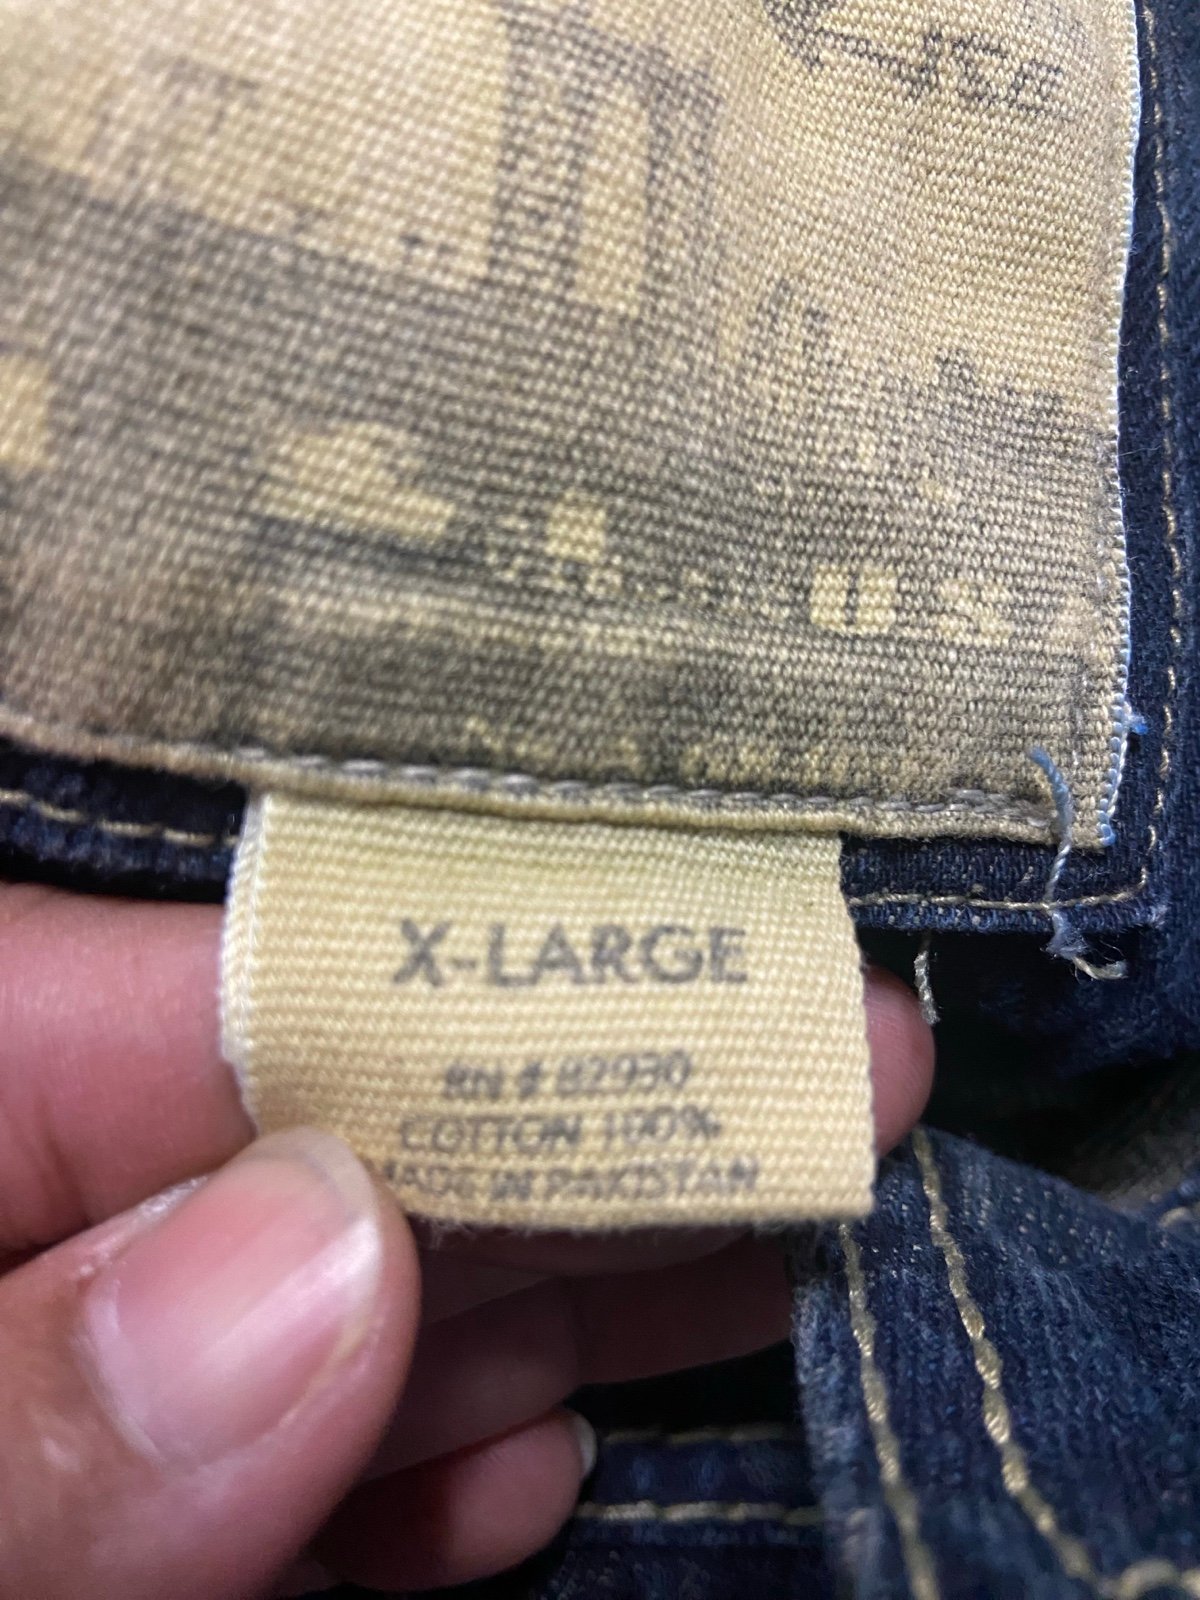 X-LARGE
RN # 82930
COTTON 100%
MADE IN PAKISTAN